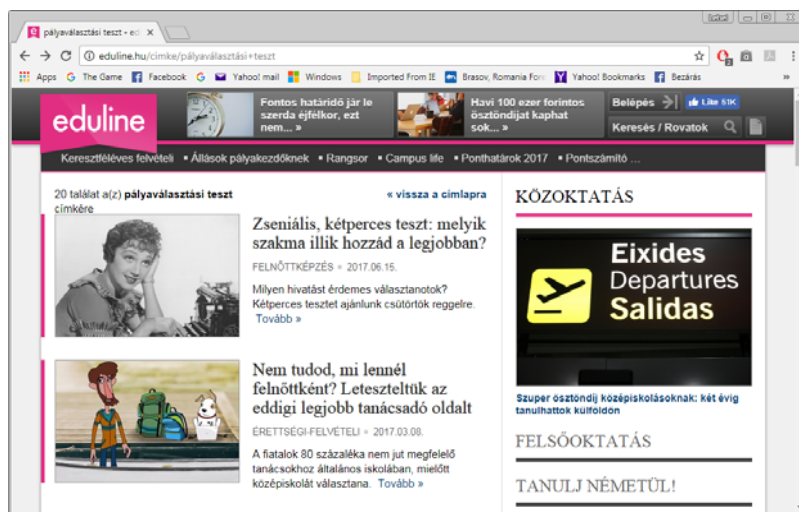 pályaválasztási teszt - ed
eduline.hu/cimke/pályaválasztási+teszt
Apps The Game Facebook Yahoo! mail Windows Imported From IE Brasov, Romania Fore Yahoo! Bookmarks Bezárás »
eduline
Fontos határidő jár le
szerda éjfélkor, ezt
nem... »
Havi 100 ezer forintos
ösztöndíjat kaphat
sok... »
Belépés
Like 51K
Keresés / Rovatok
Keresztféléves felvételi ▪ Állások pályakezdőknek ▪ Rangsor ▪ Campus life ▪ Ponthatárok 2017 ▪ Pontszámító ...
20 találat a(z) pályaválasztási teszt
címkére
« vissza a címlapra
Zseniális, kétperces teszt: melyik
szakma illik hozzád a legjobban?
FELNŐTTKÉPZÉS ▪ 2017.06.15.
Milyen hivatást érdemes választanotok?
Kétperces tesztet ajánlunk csütörtök reggelre.
Tovább »
Nem tudod, mi lennél
felnőttként? Leteszteltük az
eddigi legjobb tanácsadó oldalt
ÉRETTSÉGI-FELVÉTELI ▪ 2017.03.08.
A fiatalok 80 százaléka nem jut megfelelő
tanácsokhoz általános iskolában, mielőtt
középiskolát választana. Tovább »
KÖZOKTATÁS
Eixides
Departures
Salidas
Szuper ösztöndíj középiskolásoknak: két évig
tanulhattok külföldön
FELSŐOKTATÁS
TANULJ NÉMETÜL!